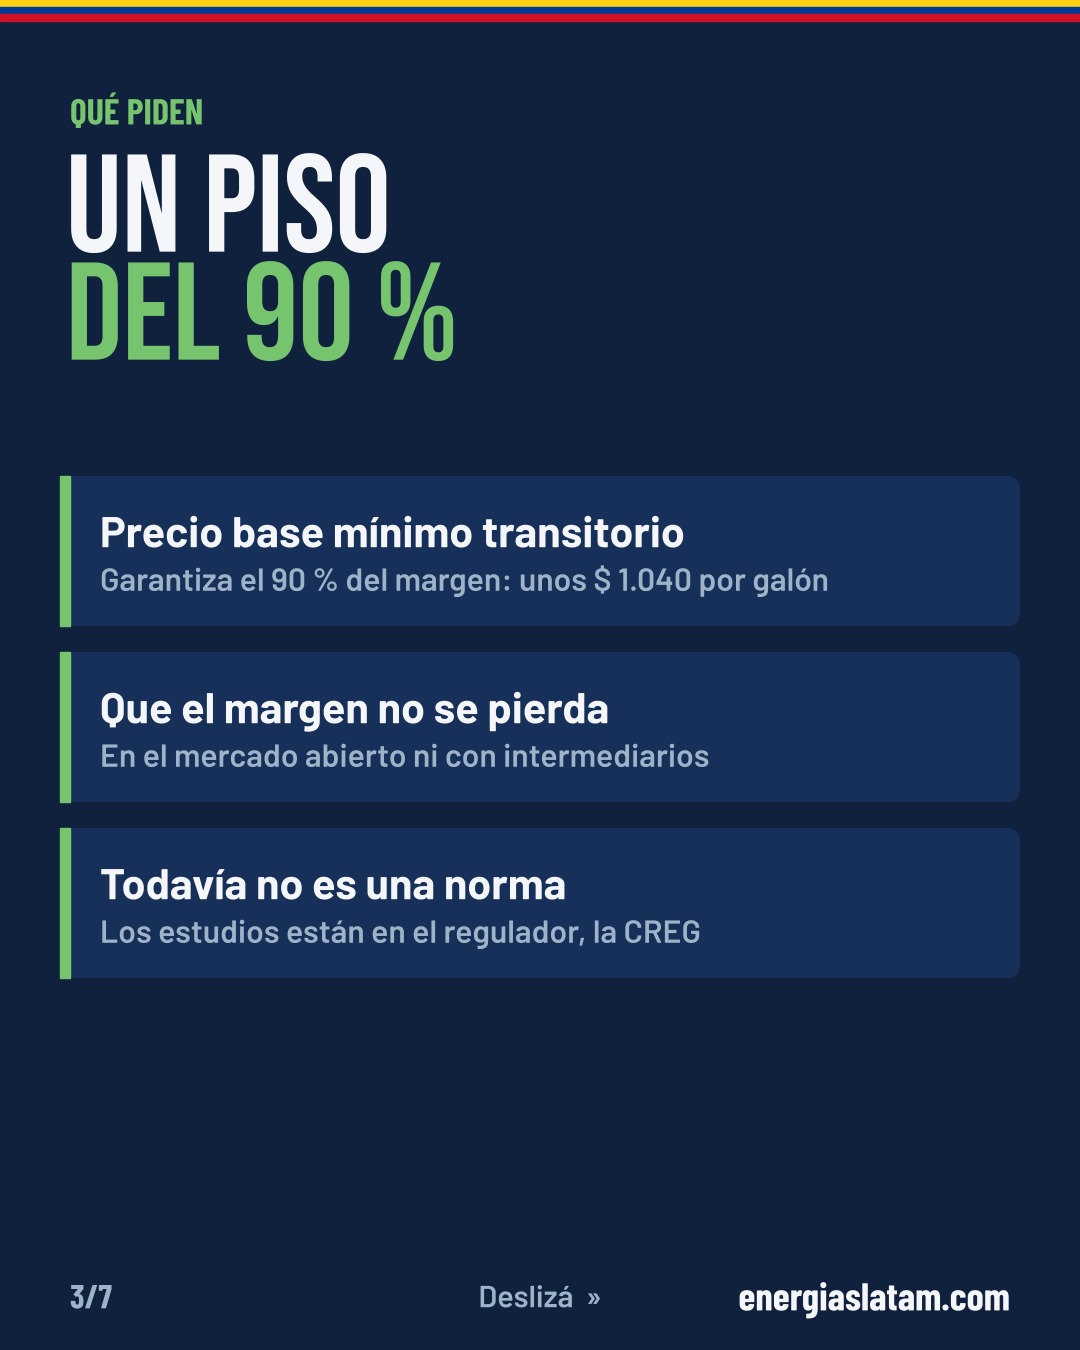 QUÉ PIDEN
UN PISO
DEL 90 %
Precio base mínimo transitorio
Garantiza el 90 % del margen: unos $ 1.040 por galón
Que el margen no se pierda
En el mercado abierto ni con intermediarios
Todavía no es una norma
Los estudios están en el regulador, la CREG
3/7
Deslizá »
energiaslatam.com